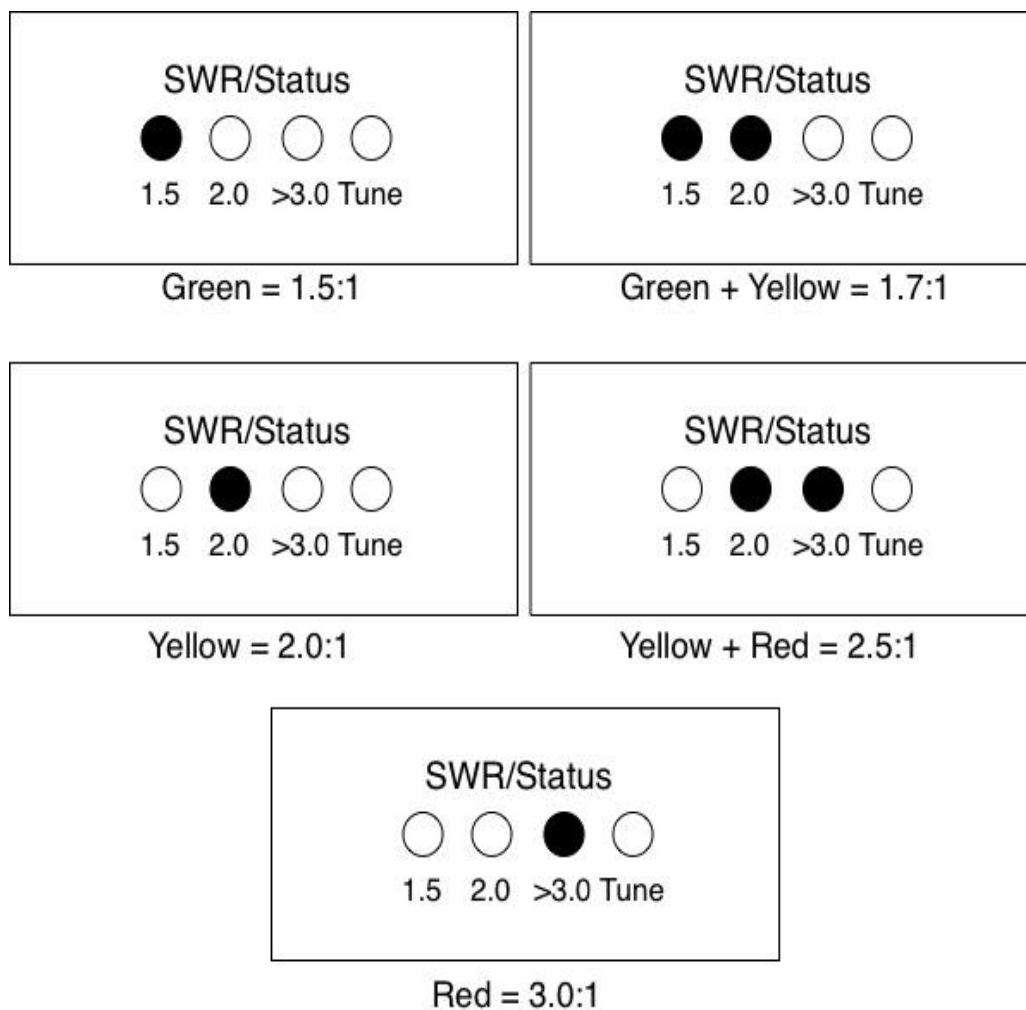 SWR/Status
1.5 2.0 >3.0 Tune
Green = 1.5:1
SWR/Status
1.5 2.0 >3.0 Tune
Green + Yellow = 1.7:1
SWR/Status
1.5 2.0 >3.0 Tune
Yellow = 2.0:1
SWR/Status
1.5 2.0 >3.0 Tune
Yellow + Red = 2.5:1
SWR/Status
1.5 2.0 >3.0 Tune
Red = 3.0:1